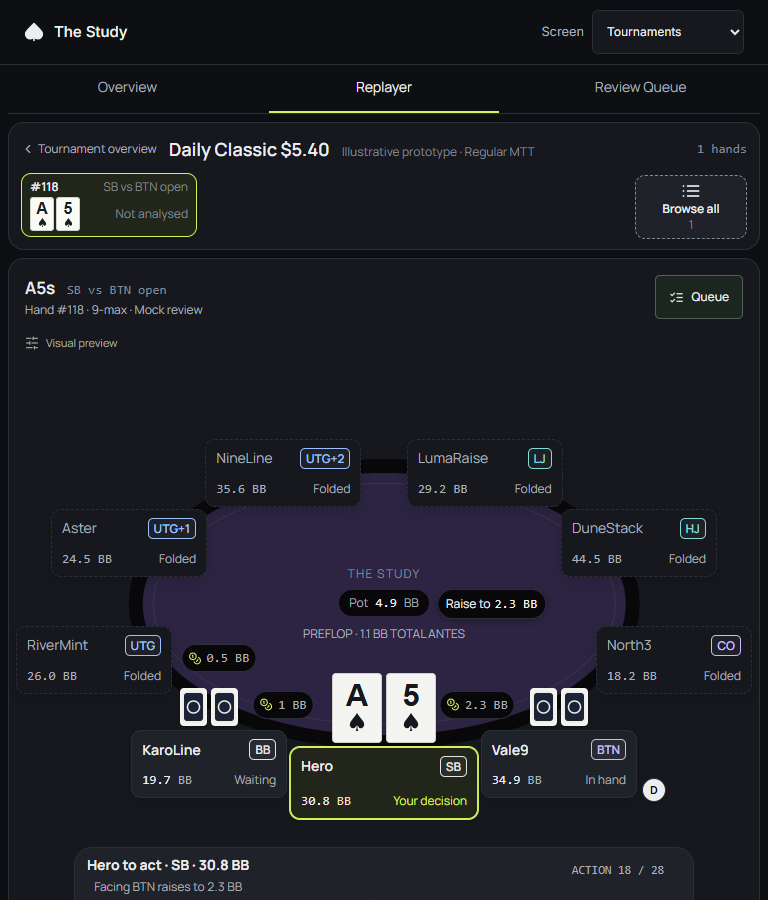 The Study
Screen
Tournaments
Overview
Replayer
Review Queue
Tournament overview
Daily Classic $5.40
Illustrative prototype · Regular MTT
1 hands
#118
SB vs BTN open
A
5
Not analysed
Browse all
1
A5s
SB vs BTN open
Hand #118 · 9-max · Mock review
Queue
Visual preview
NineLine
UTG+2
35.6 BB
Folded
LumaRaise
LJ
29.2 BB
Folded
Aster
UTG+1
24.5 BB
Folded
DuneStack
HJ
44.5 BB
Folded
THE STUDY
Pot 4.9 BB
Raise to 2.3 BB
PREFLOP · 1.1 BB TOTAL ANTES
RiverMint
UTG
26.0 BB
Folded
North3
CO
18.2 BB
Folded
0.5 BB
1 BB
A
5
2.3 BB
KaroLine
BB
19.7 BB
Waiting
Hero
SB
30.8 BB
Your decision
Vale9
BTN
34.9 BB
In hand
D
Hero to act · SB · 30.8 BB
ACTION 18 / 28
Facing BTN raises to 2.3 BB